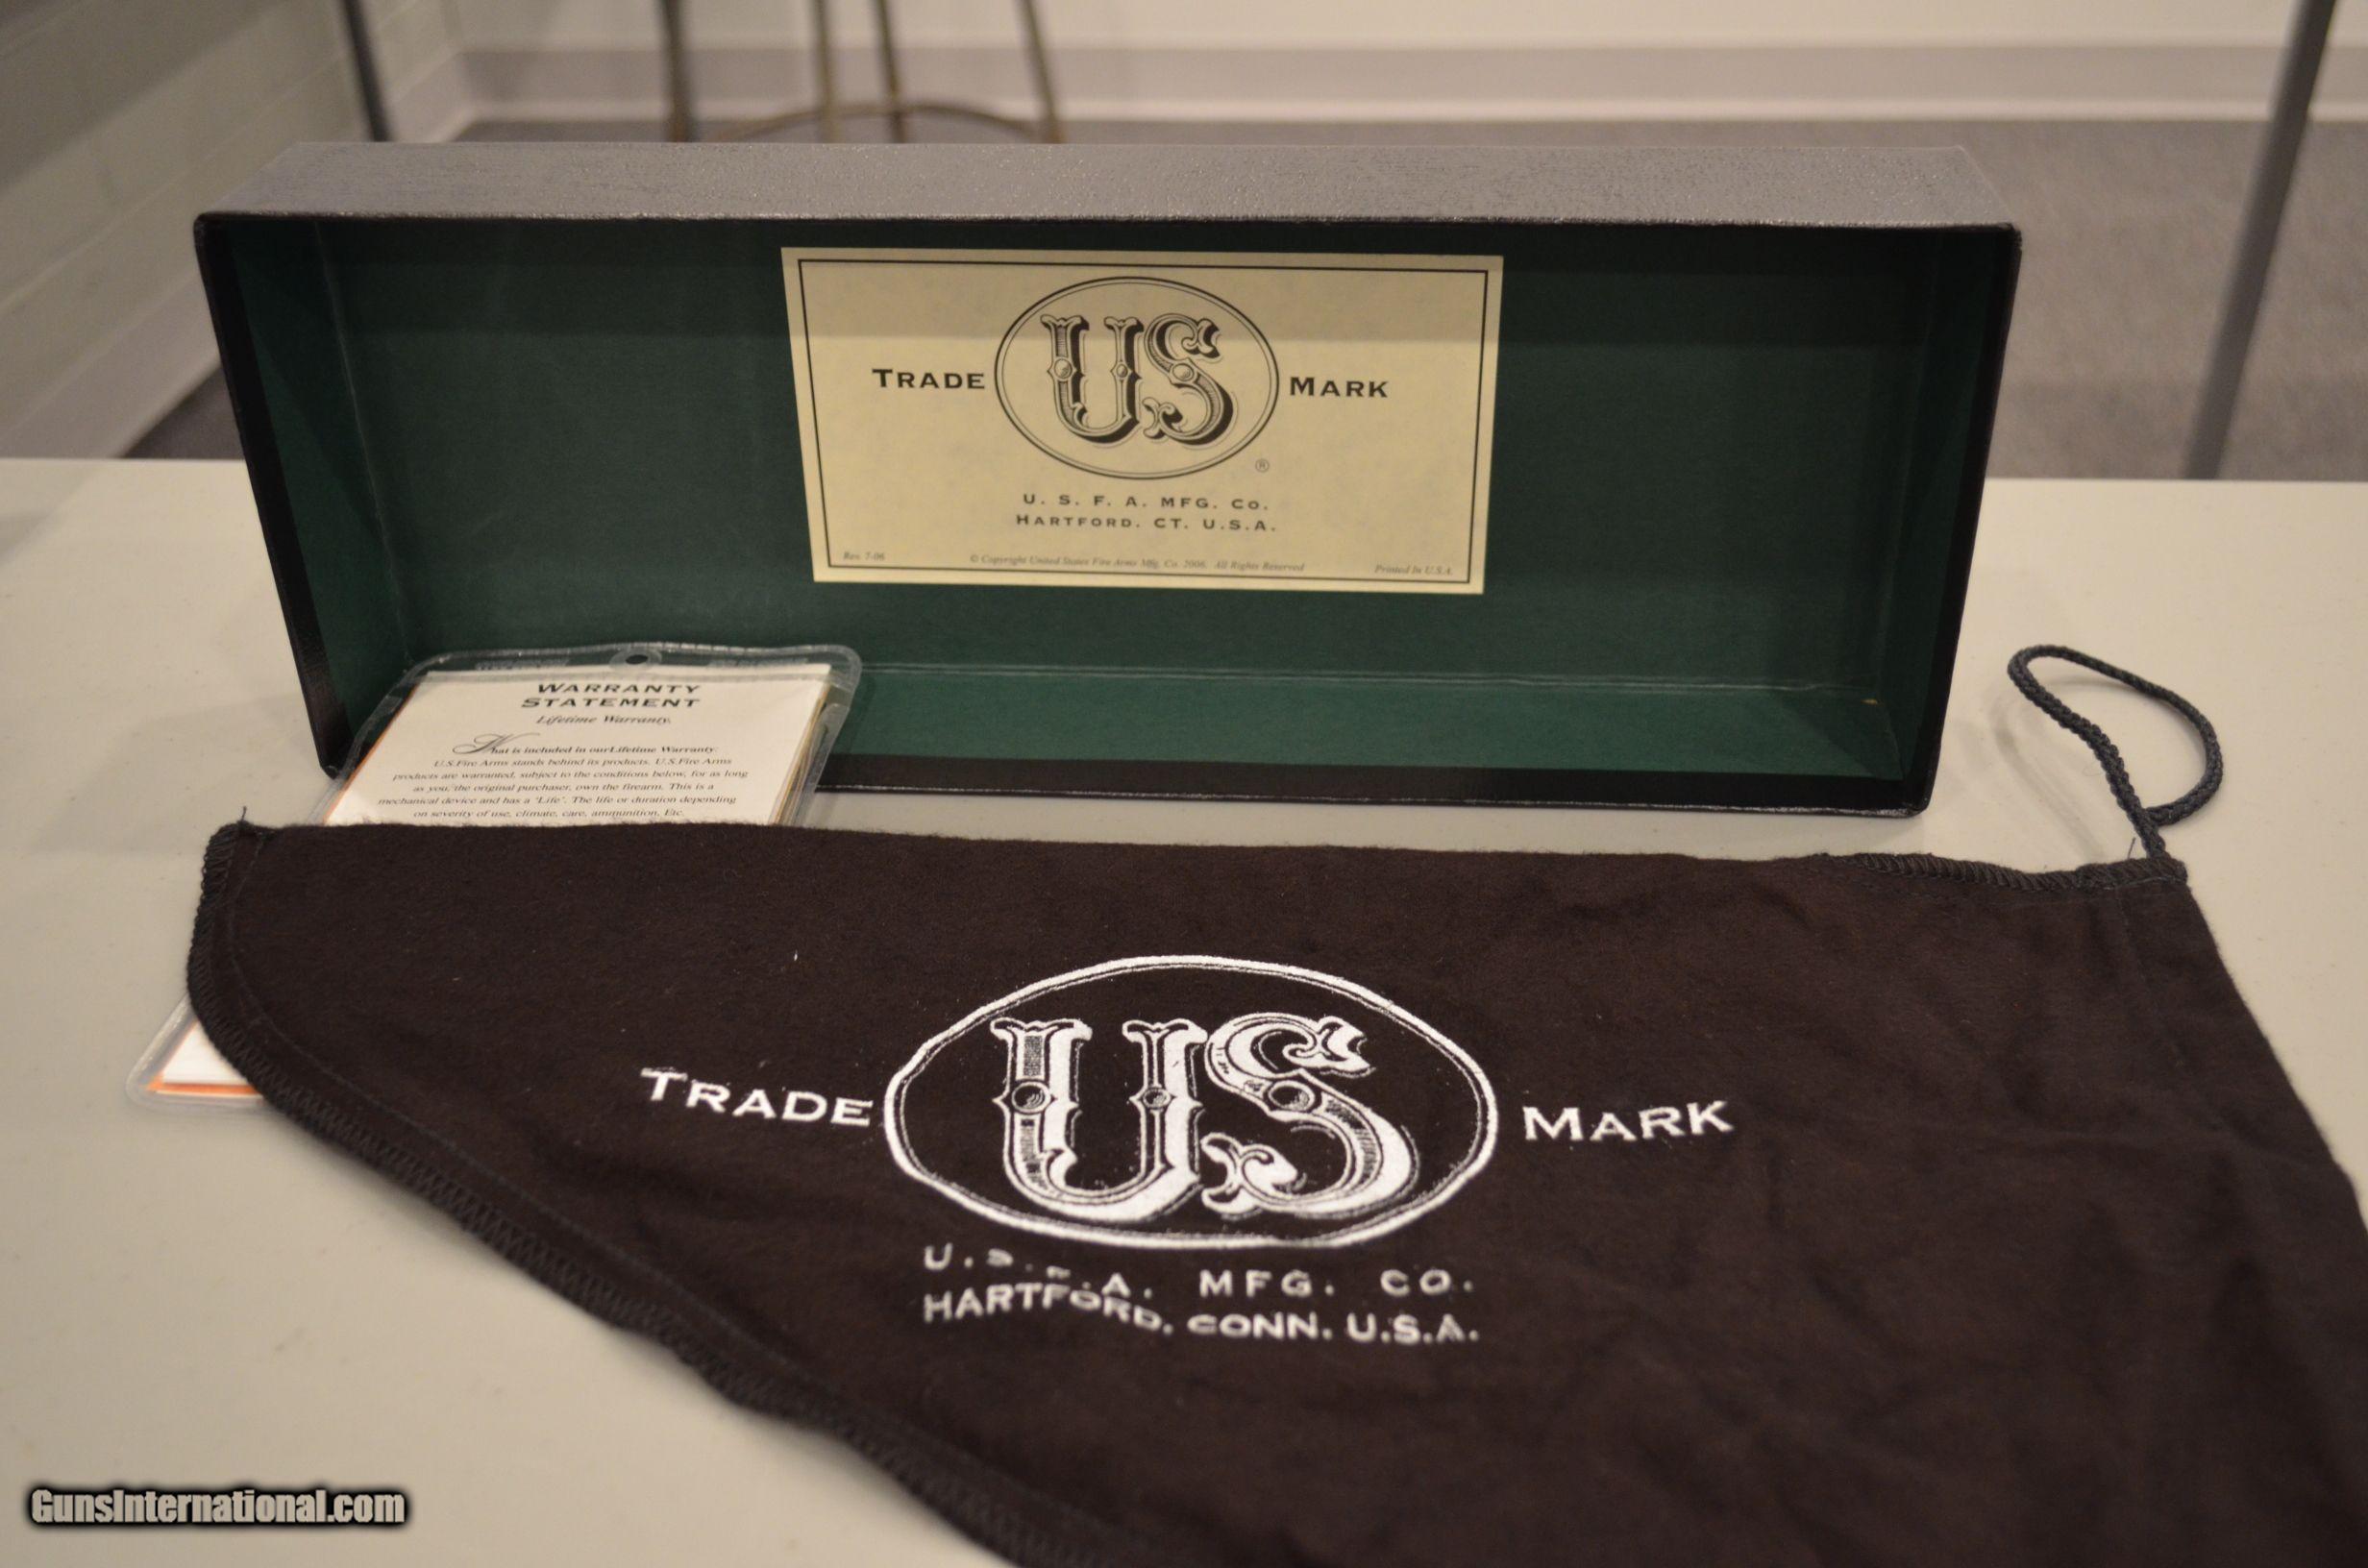 TRADE US MARK
®
U. S. F. A. MFG. CO.
HARTFORD. CT. U.S.A.
Rev. 7-06 © Copyright United States Fire Arms Mfg. Co. 2006. All Rights Reserved Printed In U.S.A.
WARRANTY
STATEMENT
Lifetime Warranty.
What is included in our Lifetime Warranty:
U.S. Fire Arms stands behind its products. U.S. Fire Arms
products are warranted, subject to the conditions below, for as long
as you, the original purchaser, own the firearm. This is a
mechanical device and has a "Life". The life or duration depending
on severity of use, climate, care, ammunition, Etc.
TRADE US MARK
U.S.F.A. MFG. CO.
HARTFORD, CONN. U.S.A.
GunsInternational.com